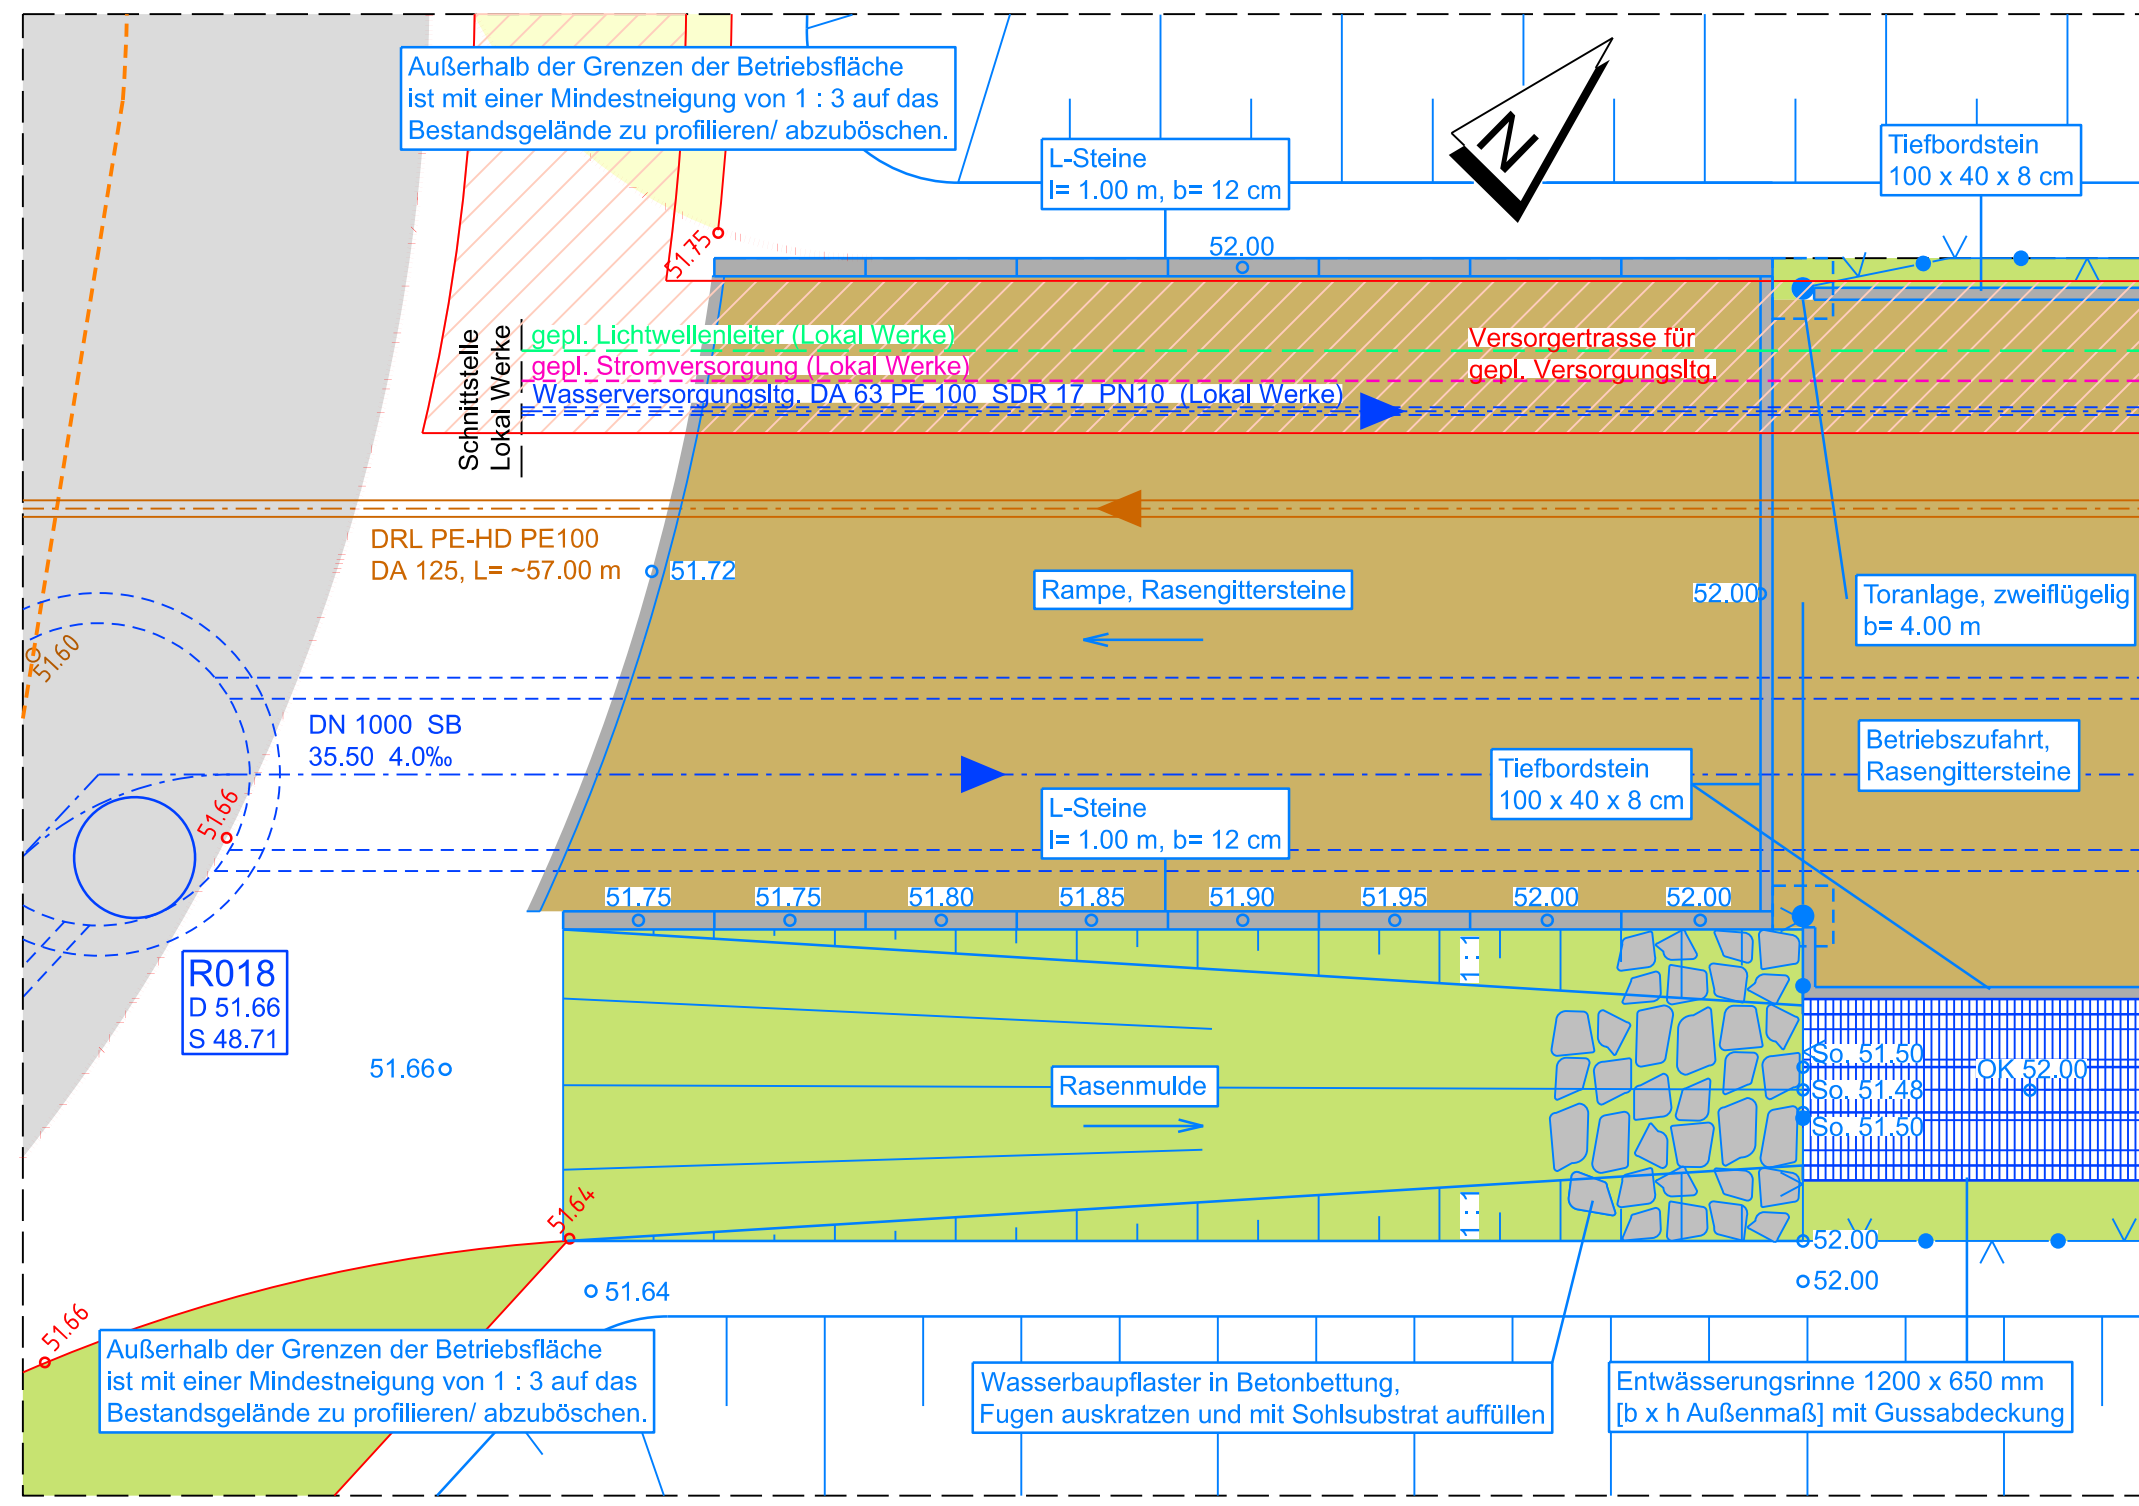 Außerhalb der Grenzen der Betriebsfläche
ist mit einer Mindestneigung von 1 : 3 auf das
Bestandsgelände zu profilieren/ abzuböschen.
L-Steine
l= 1.00 m, b= 12 cm
N
Tiefbordstein
100 x 40 x 8 cm
51.75
52.00
Schnittstelle
Lokal Werke
gepl. Lichtwellenleiter (Lokal Werke)
gepl. Stromversorgung (Lokal Werke)
Wasserversorgungsltg. DA 63 PE 100 SDR 17 PN10 (Lokal Werke)
Versorgertrasse für
gepl. Versorgungsltg.
DRL PE-HD PE100
DA 125, L= ~57.00 m
51.72
Rampe, Rasengittersteine
52.00
Toranlage, zweiflügelig
b= 4.00 m
51.60
DN 1000 SB
35.50 4.0‰
51.66
Tiefbordstein
100 x 40 x 8 cm
Betriebszufahrt,
Rasengittersteine
L-Steine
l= 1.00 m, b= 12 cm
51.75
51.75
51.80
51.85
51.90
51.95
52.00
52.00
1:1
R018
D 51.66
S 48.71
51.66
Rasenmulde
So. 51.50
So. 51.48
So. 51.50
OK 52.00
1:1
51.64
52.00
51.64
52.00
51.66
Außerhalb der Grenzen der Betriebsfläche
ist mit einer Mindestneigung von 1 : 3 auf das
Bestandsgelände zu profilieren/ abzuböschen.
Wasserbaupflaster in Betonbettung,
Fugen auskratzen und mit Sohlsubstrat auffüllen
Entwässerungsrinne 1200 x 650 mm
[b x h Außenmaß] mit Gussabdeckung